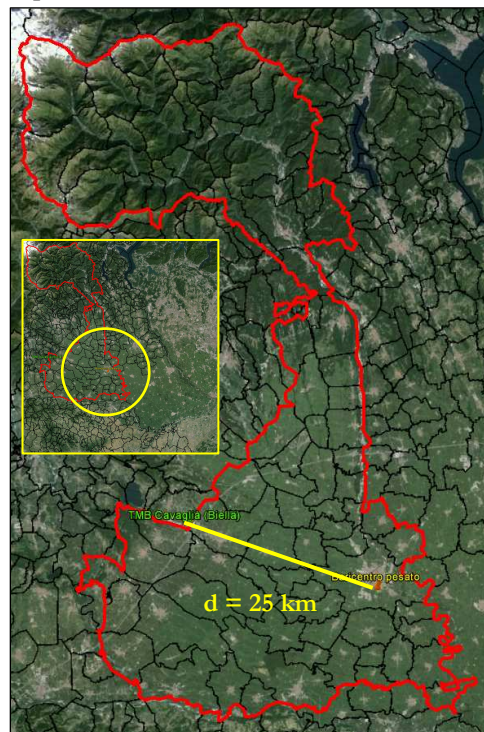 TMB Cavaglià (Biella)
Baricentro pesato
d = 25 km